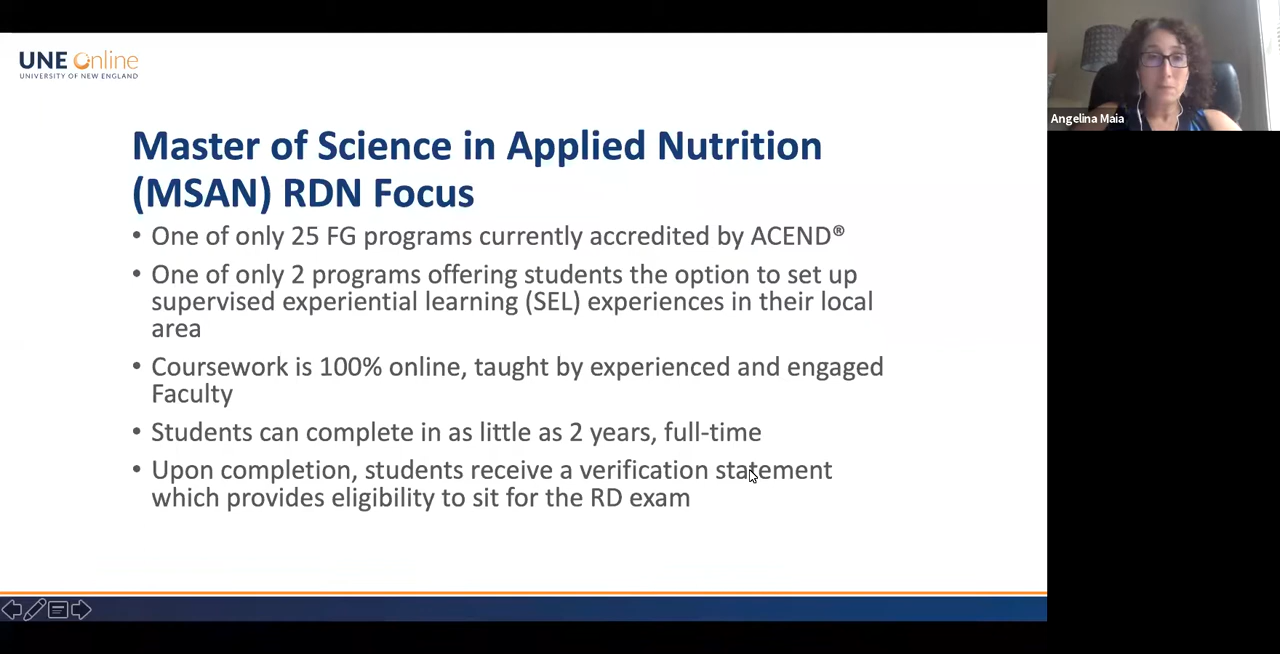 UNE Online
UNIVERSITY OF NEW ENGLAND
Angelina Maia
Master of Science in Applied Nutrition
(MSAN) RDN Focus
• One of only 25 FG programs currently accredited by ACEND®
• One of only 2 programs offering students the option to set up
supervised experiential learning (SEL) experiences in their local
area
• Coursework is 100% online, taught by experienced and engaged
Faculty
• Students can complete in as little as 2 years, full-time
• Upon completion, students receive a verification statement
which provides eligibility to sit for the RD exam